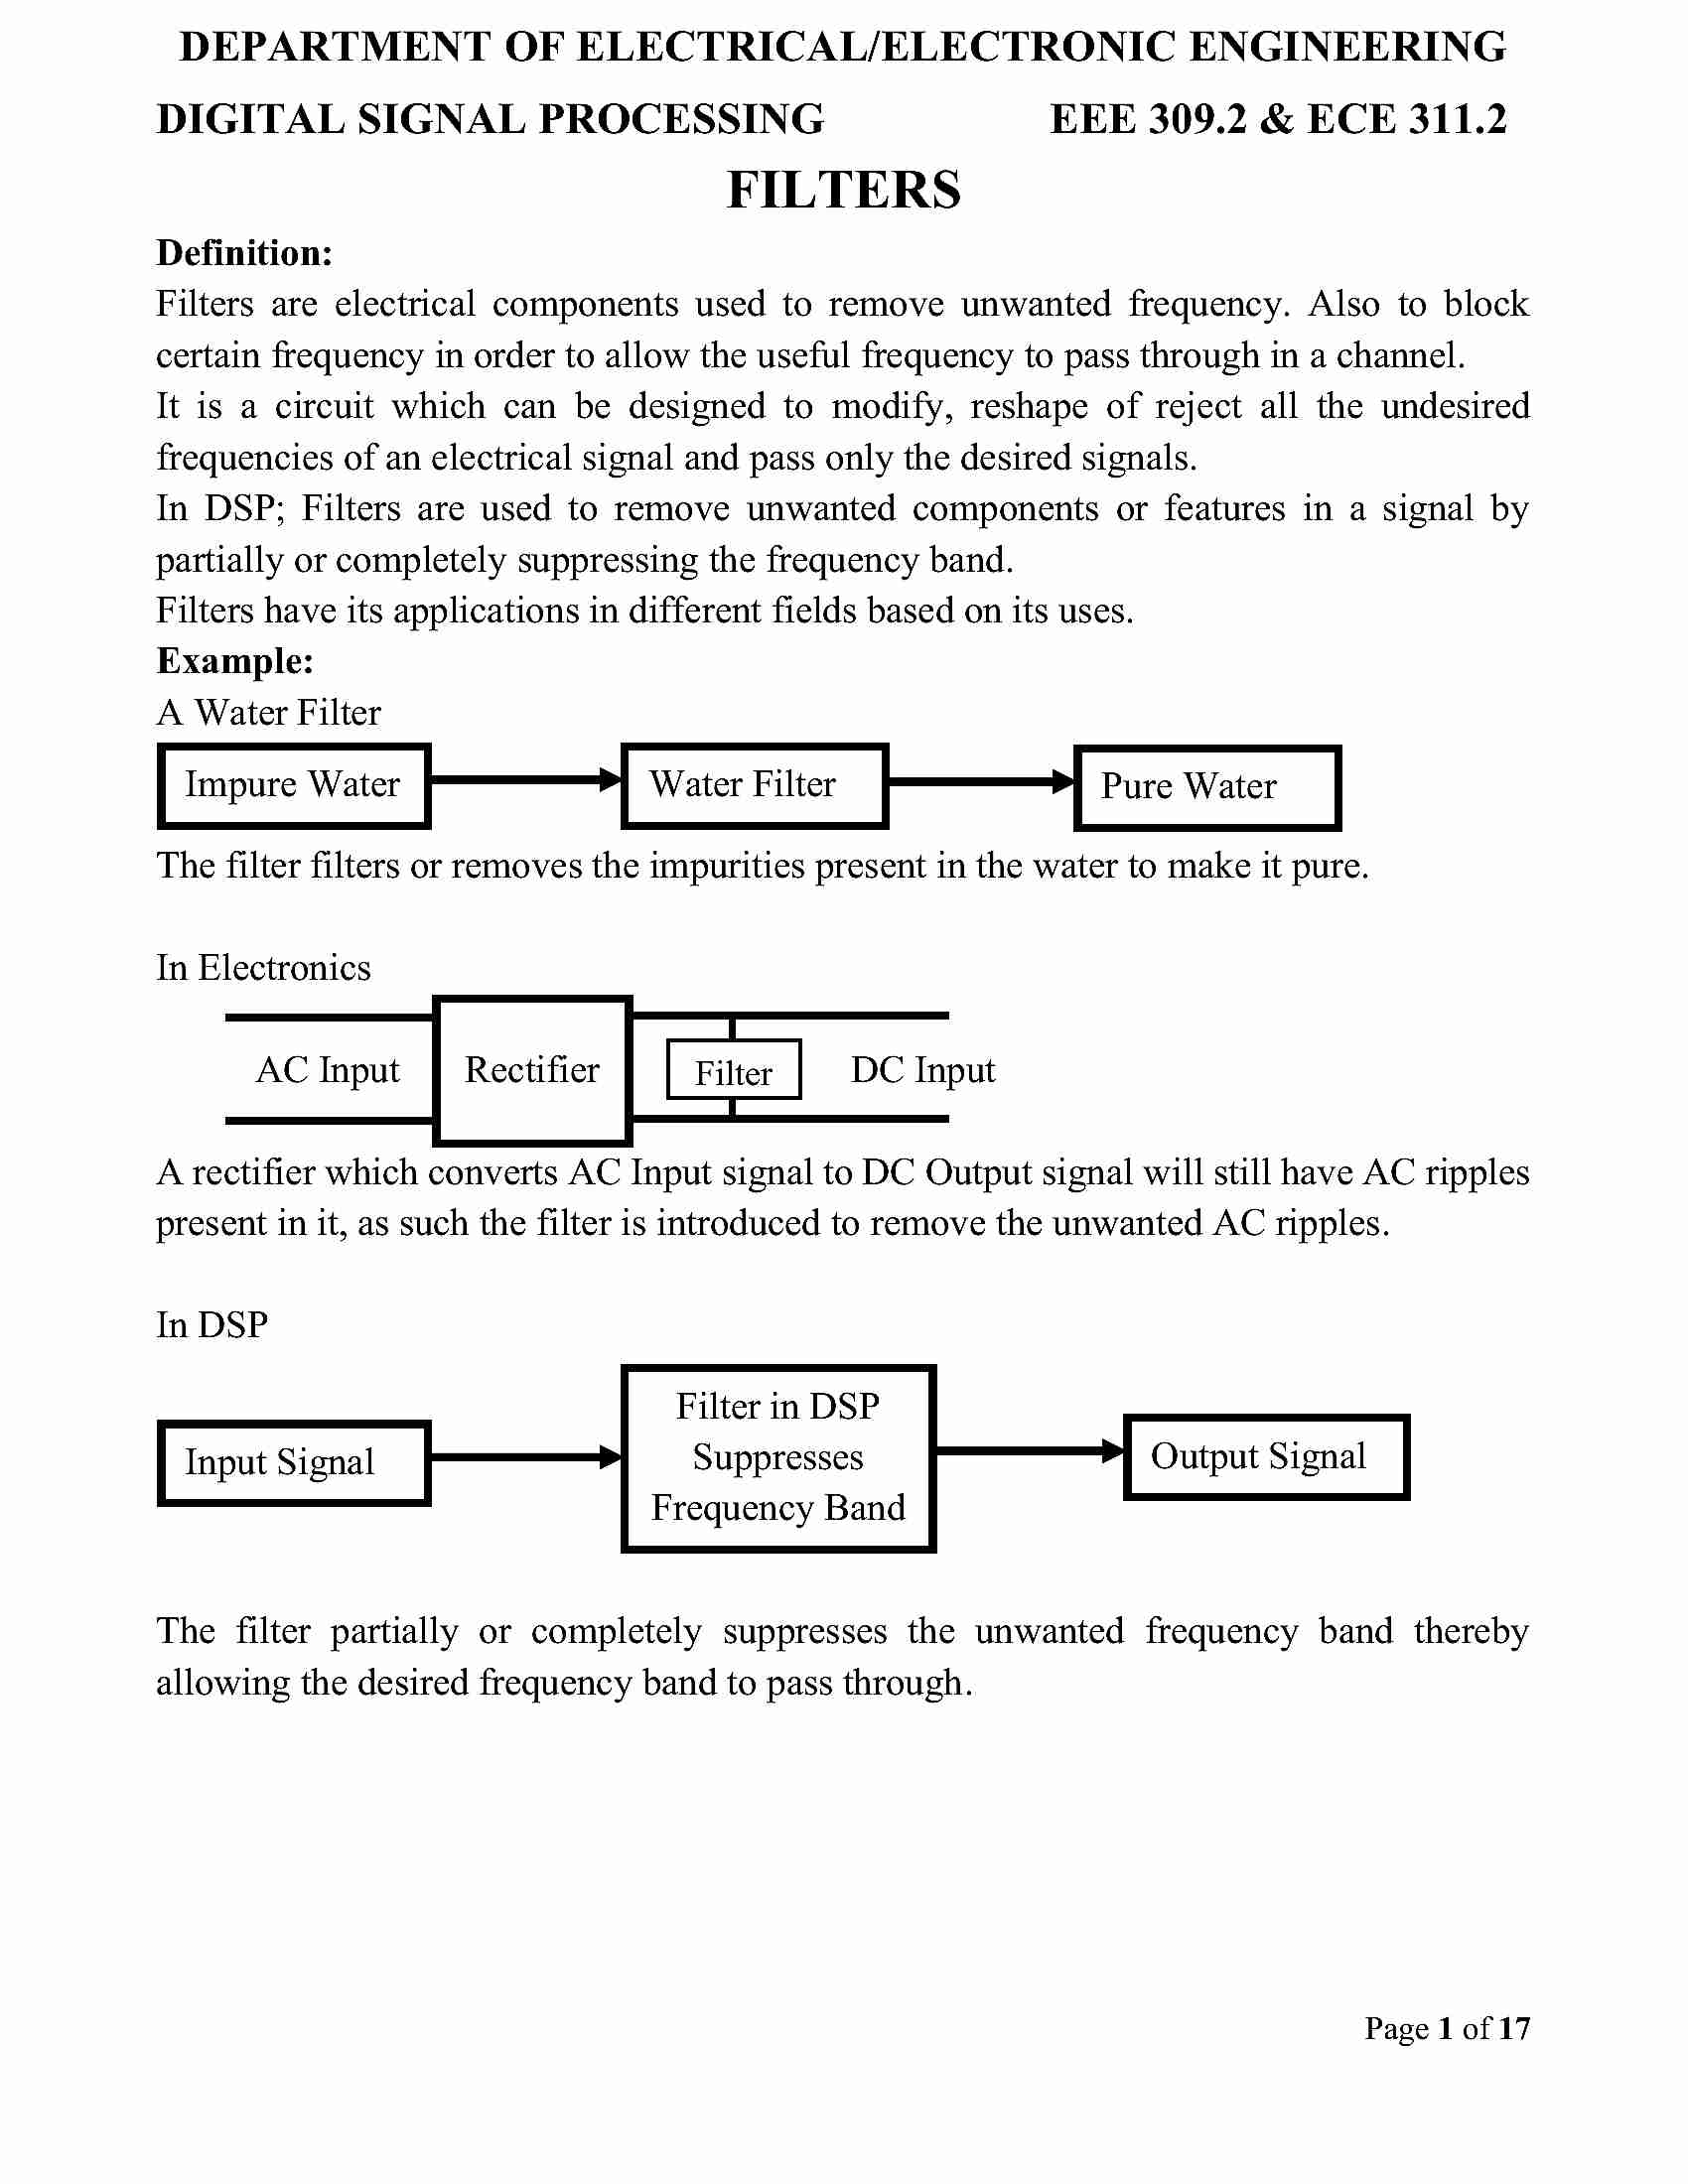 DEPARTMENT OF ELECTRICAL/ELECTRONIC ENGINEERING
DIGITAL SIGNAL PROCESSING EEE 309.2 & ECE 311.2
FILTERS
Definition:
Filters are electrical components used to remove unwanted frequency. Also to block
certain frequency in order to allow the useful frequency to pass through in a channel.
It is a circuit which can be designed to modify, reshape of reject all the undesired
frequencies of an electrical signal and pass only the desired signals.
In DSP; Filters are used to remove unwanted components or features in a signal by
partially or completely suppressing the frequency band.
Filters have its applications in different fields based on its uses.
Example:
A Water Filter
Impure Water Water Filter Pure Water
The filter filters or removes the impurities present in the water to make it pure.
In Electronics
AC Input Rectifier Filter DC Input
A rectifier which converts AC Input signal to DC Output signal will still have AC ripples
present in it, as such the filter is introduced to remove the unwanted AC ripples.
In DSP
Input Signal
Filter in DSP
Suppresses
Frequency Band
Output Signal
The filter partially or completely suppresses the unwanted frequency band thereby
allowing the desired frequency band to pass through.
Page 1 of 17